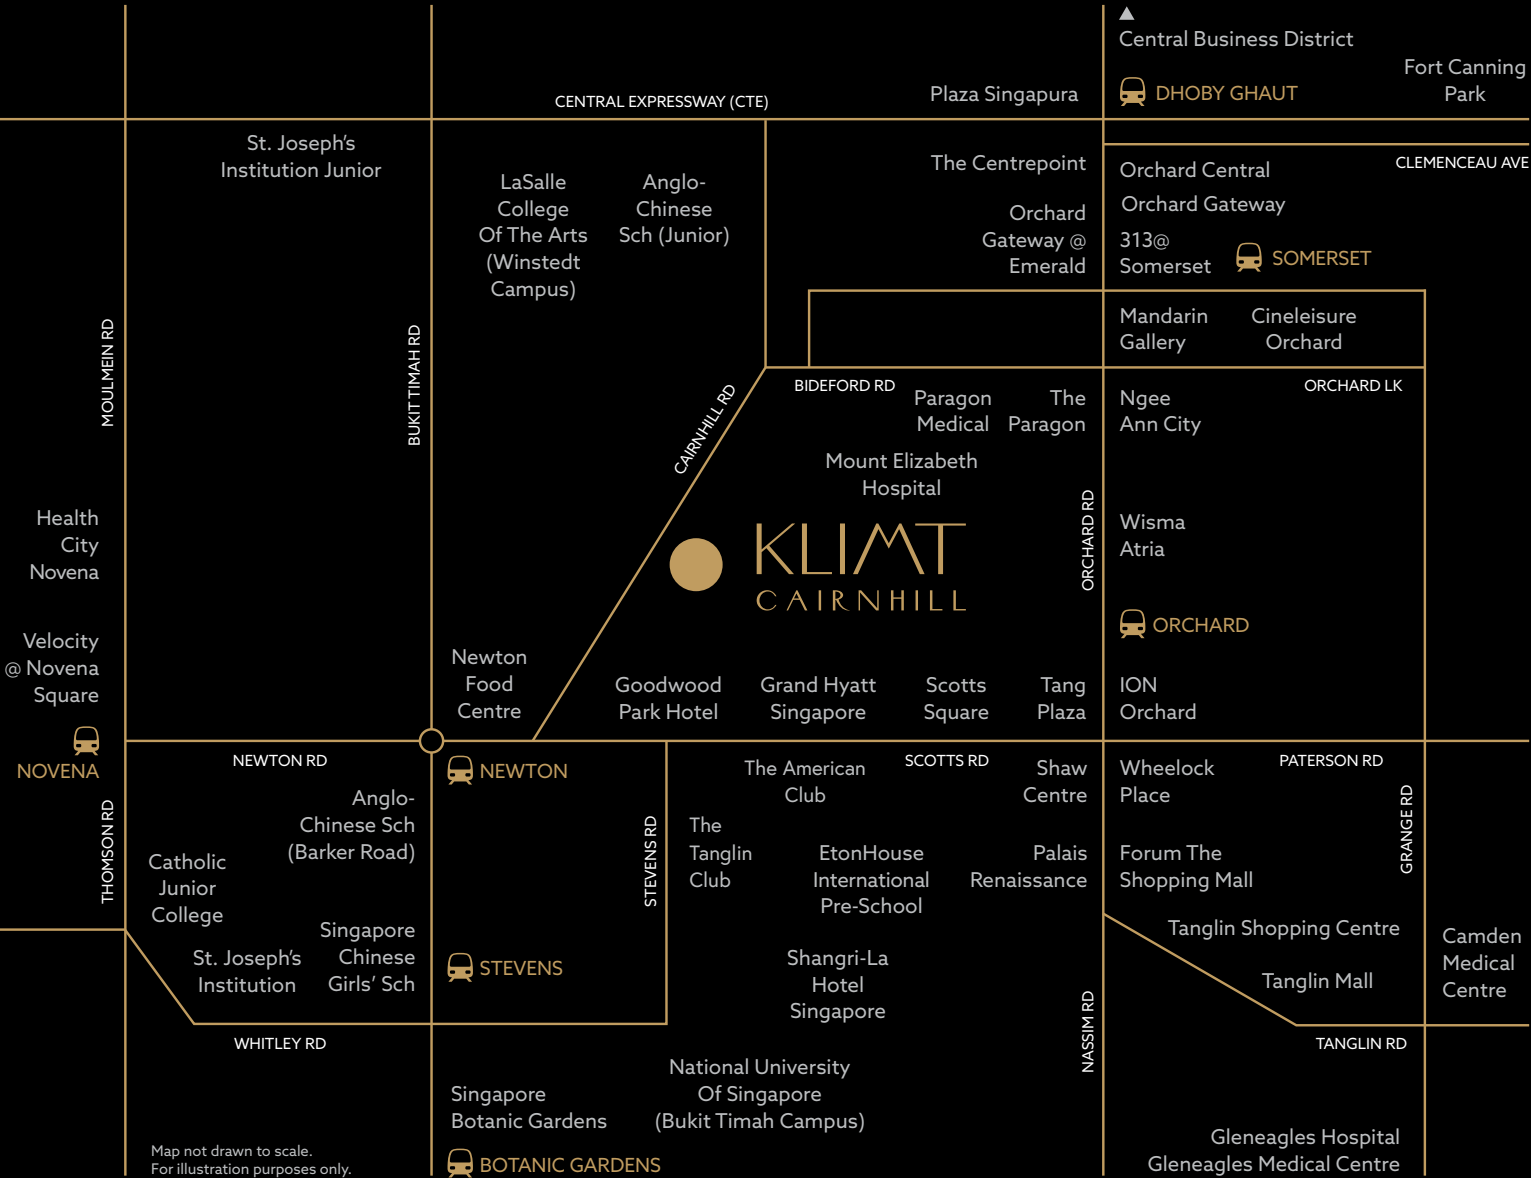 Central Business District
Fort Canning
Park
DHOBY GHAUT
Plaza Singapura
CENTRAL EXPRESSWAY (CTE)
St. Joseph's
Institution Junior
LaSalle
College
Of The Arts
(Winstedt
Campus)
Anglo-
Chinese
Sch (Junior)
The Centrepoint
Orchard
Gateway @
Emerald
CLEMENCEAU AVE
Orchard Central
Orchard Gateway
313@
Somerset
SOMERSET
Mandarin
Gallery
Cineleisure
Orchard
MOULMEIN RD
BUKIT TIMAH RD
CAIRNHILL RD
BIDEFORD RD
ORCHARD LK
Paragon
Medical
The
Paragon
Ngee
Ann City
Mount Elizabeth
Hospital
ORCHARD RD
Wisma
Atria
Health
City
Novena
KLIMT
CAIRNHILL
ORCHARD
Velocity
@ Novena
Square
Newton
Food
Centre
Goodwood
Park Hotel
Grand Hyatt
Singapore
Scotts
Square
Tang
Plaza
ION
Orchard
NOVENA
NEWTON RD
NEWTON
SCOTTS RD
PATERSON RD
The American
Club
Shaw
Centre
Wheelock
Place
THOMSON RD
Anglo-
Chinese Sch
(Barker Road)
STEVENS RD
The
Tanglin
Club
EtonHouse
International
Pre-School
Palais
Renaissance
Forum The
Shopping Mall
GRANGE RD
Catholic
Junior
College
St. Joseph's
Institution
Singapore
Chinese
Girls' Sch
STEVENS
Shangri-La
Hotel
Singapore
Tanglin Shopping Centre
Tanglin Mall
Camden
Medical
Centre
WHITLEY RD
NASSIM RD
TANGLIN RD
Singapore
Botanic Gardens
National University
Of Singapore
(Bukit Timah Campus)
BOTANIC GARDENS
Gleneagles Hospital
Gleneagles Medical Centre
Map not drawn to scale.
For illustration purposes only.